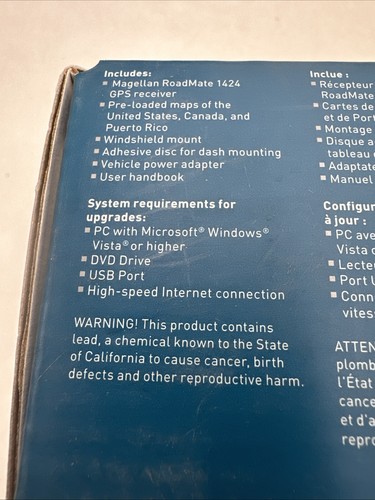 Includes:
▪ Magellan RoadMate 1424
GPS receiver
▪ Pre-loaded maps of the
United States, Canada, and
Puerto Rico
▪ Windshield mount
▪ Adhesive disc for dash mounting
▪ Vehicle power adapter
▪ User handbook
System requirements for
upgrades:
▪ PC with Microsoft® Windows®
Vista® or higher
▪ DVD Drive
▪ USB Port
▪ High-speed Internet connection
WARNING! This product contains
lead, a chemical known to the State
of California to cause cancer, birth
defects and other reproductive harm.
Inclue :
▪ Récepteur
RoadMate
▪ Cartes de
et de Port
▪ Montage
▪ Disque a
tableau
▪ Adaptate
▪ Manuel
Configur
à jour :
▪ PC ave
Vista o
▪ Lecte
▪ Port U
▪ Conn
vites
ATTEN
plomb
l'État
cance
et d'a
repro